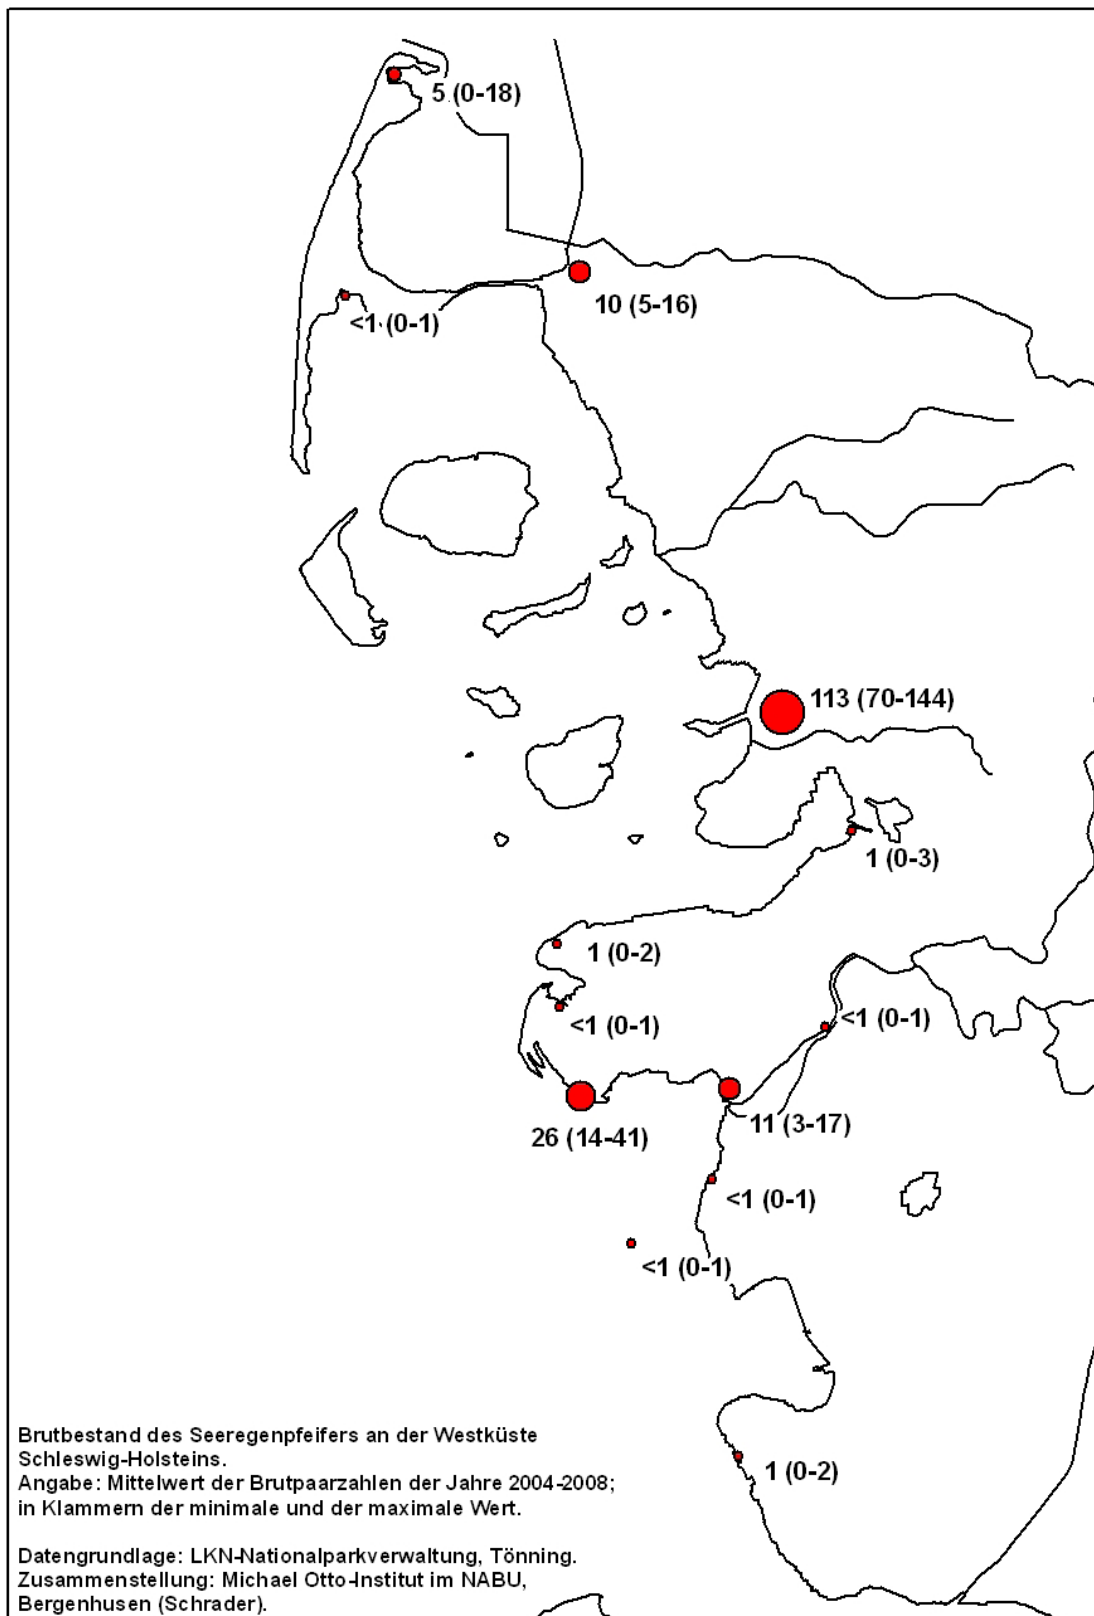 5 (0-18)
10 (5-16)
<1 (0-1)
113 (70-144)
1 (0-3)
1 (0-2)
<1 (0-1)
<1 (0-1)
26 (14-41)
11 (3-17)
<1 (0-1)
<1 (0-1)
1 (0-2)
Brutbestand des Seeregenpfeifers an der Westküste
Schleswig-Holsteins.
Angabe: Mittelwert der Brutpaarzahlen der Jahre 2004-2008;
in Klammern der minimale und der maximale Wert.
Datengrundlage: LKN-Nationalparkverwaltung, Tönning.
Zusammenstellung: Michael Otto-Institut im NABU,
Bergenhusen (Schrader).